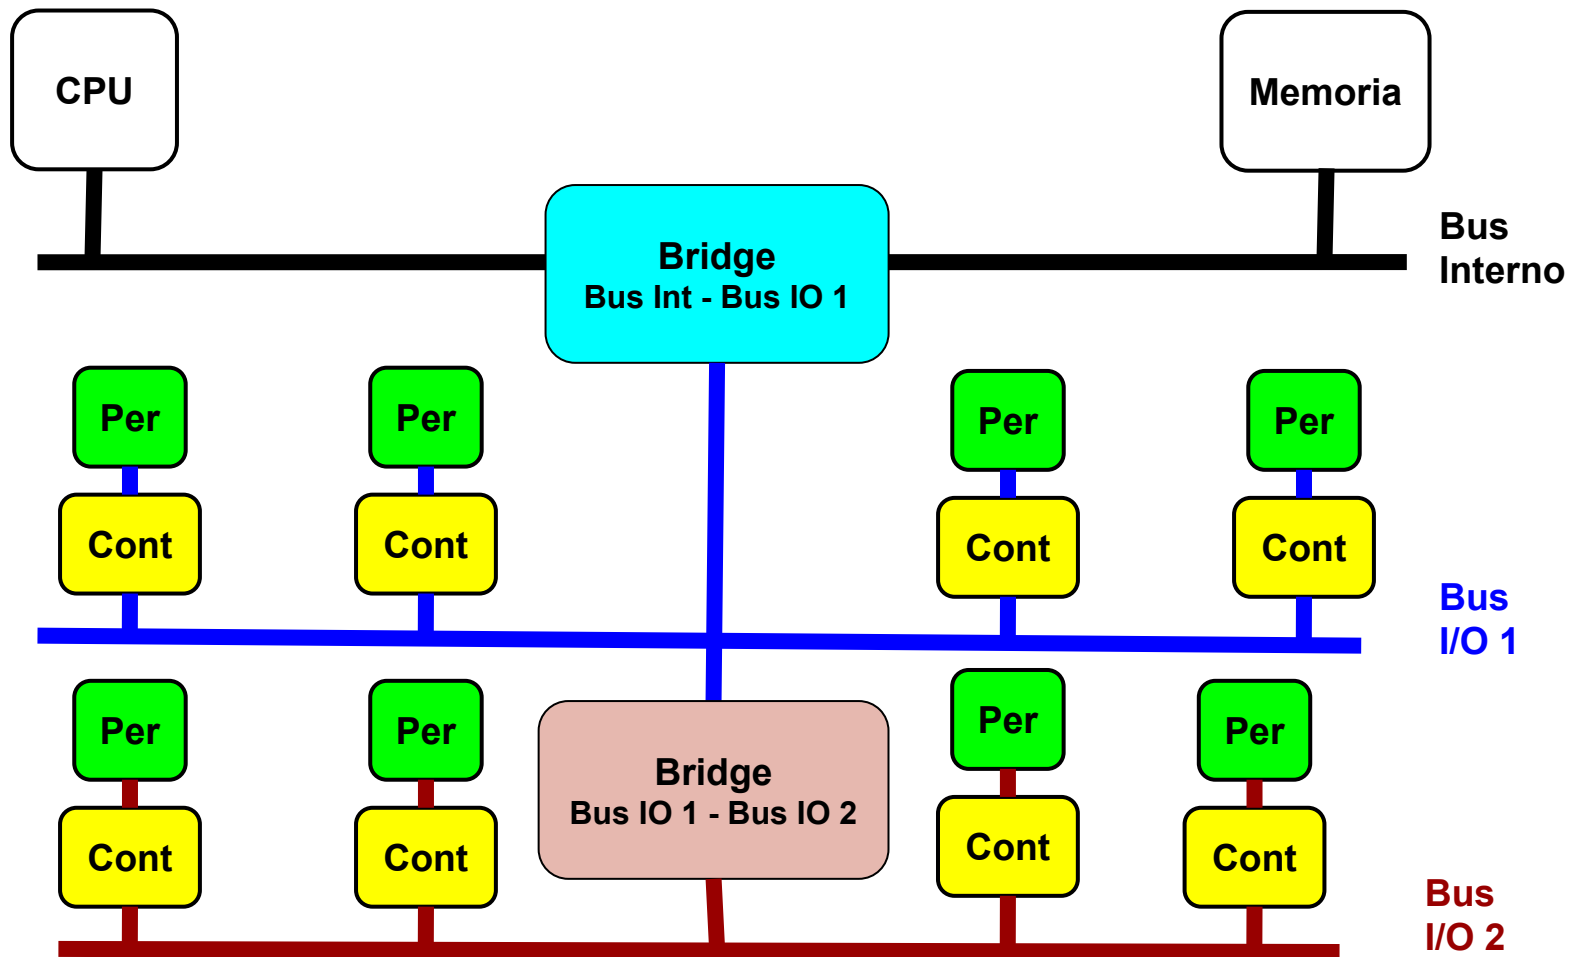 CPU
Memoria
Bus
Interno
Bridge
Bus Int - Bus IO 1
Per
Per
Per
Per
Cont
Cont
Cont
Cont
Bus
I/O 1
Per
Per
Per
Per
Bridge
Bus IO 1 - Bus IO 2
Cont
Cont
Cont
Cont
Bus
I/O 2